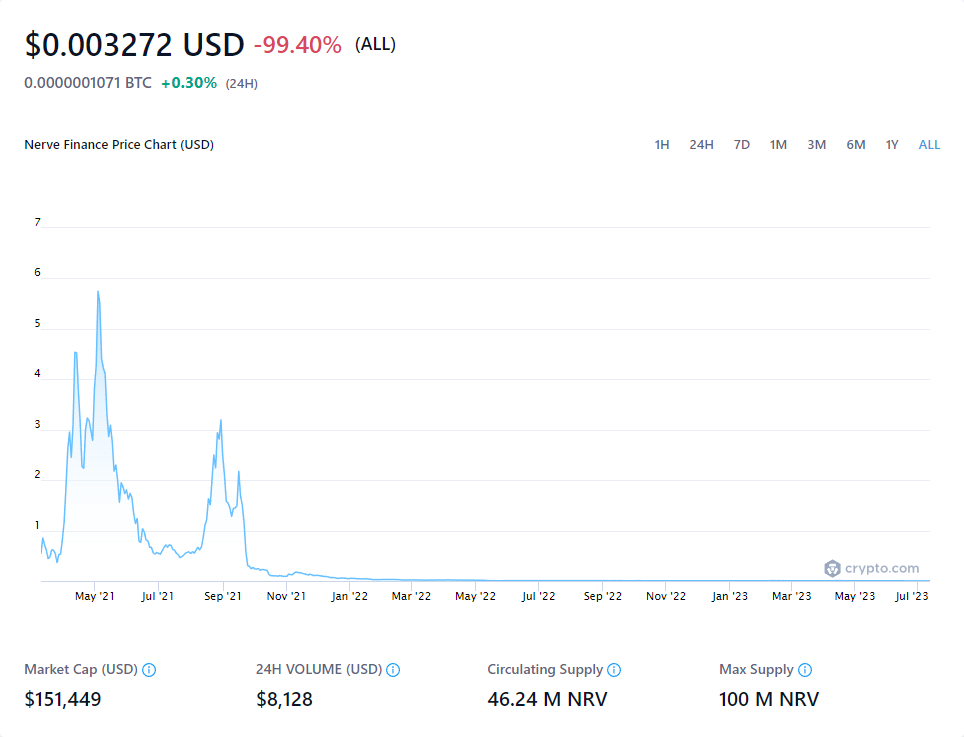 $0.003272 USD -99.40% (ALL)
0.0000001071 BTC +0.30% (24H)
Nerve Finance Price Chart (USD) 1H 24H 7D 1M 3M 6M 1Y ALL
7
6
5
4
3
2
1
crypto.com
May '21 Jul '21 Sep '21 Nov '21 Jan '22 Mar '22 May '22 Jul '22 Sep '22 Nov '22 Jan '23 Mar '23 May '23 Jul '23
Market Cap (USD) 24H VOLUME (USD) Circulating Supply Max Supply
$151,449 $8,128 46.24 M NRV 100 M NRV